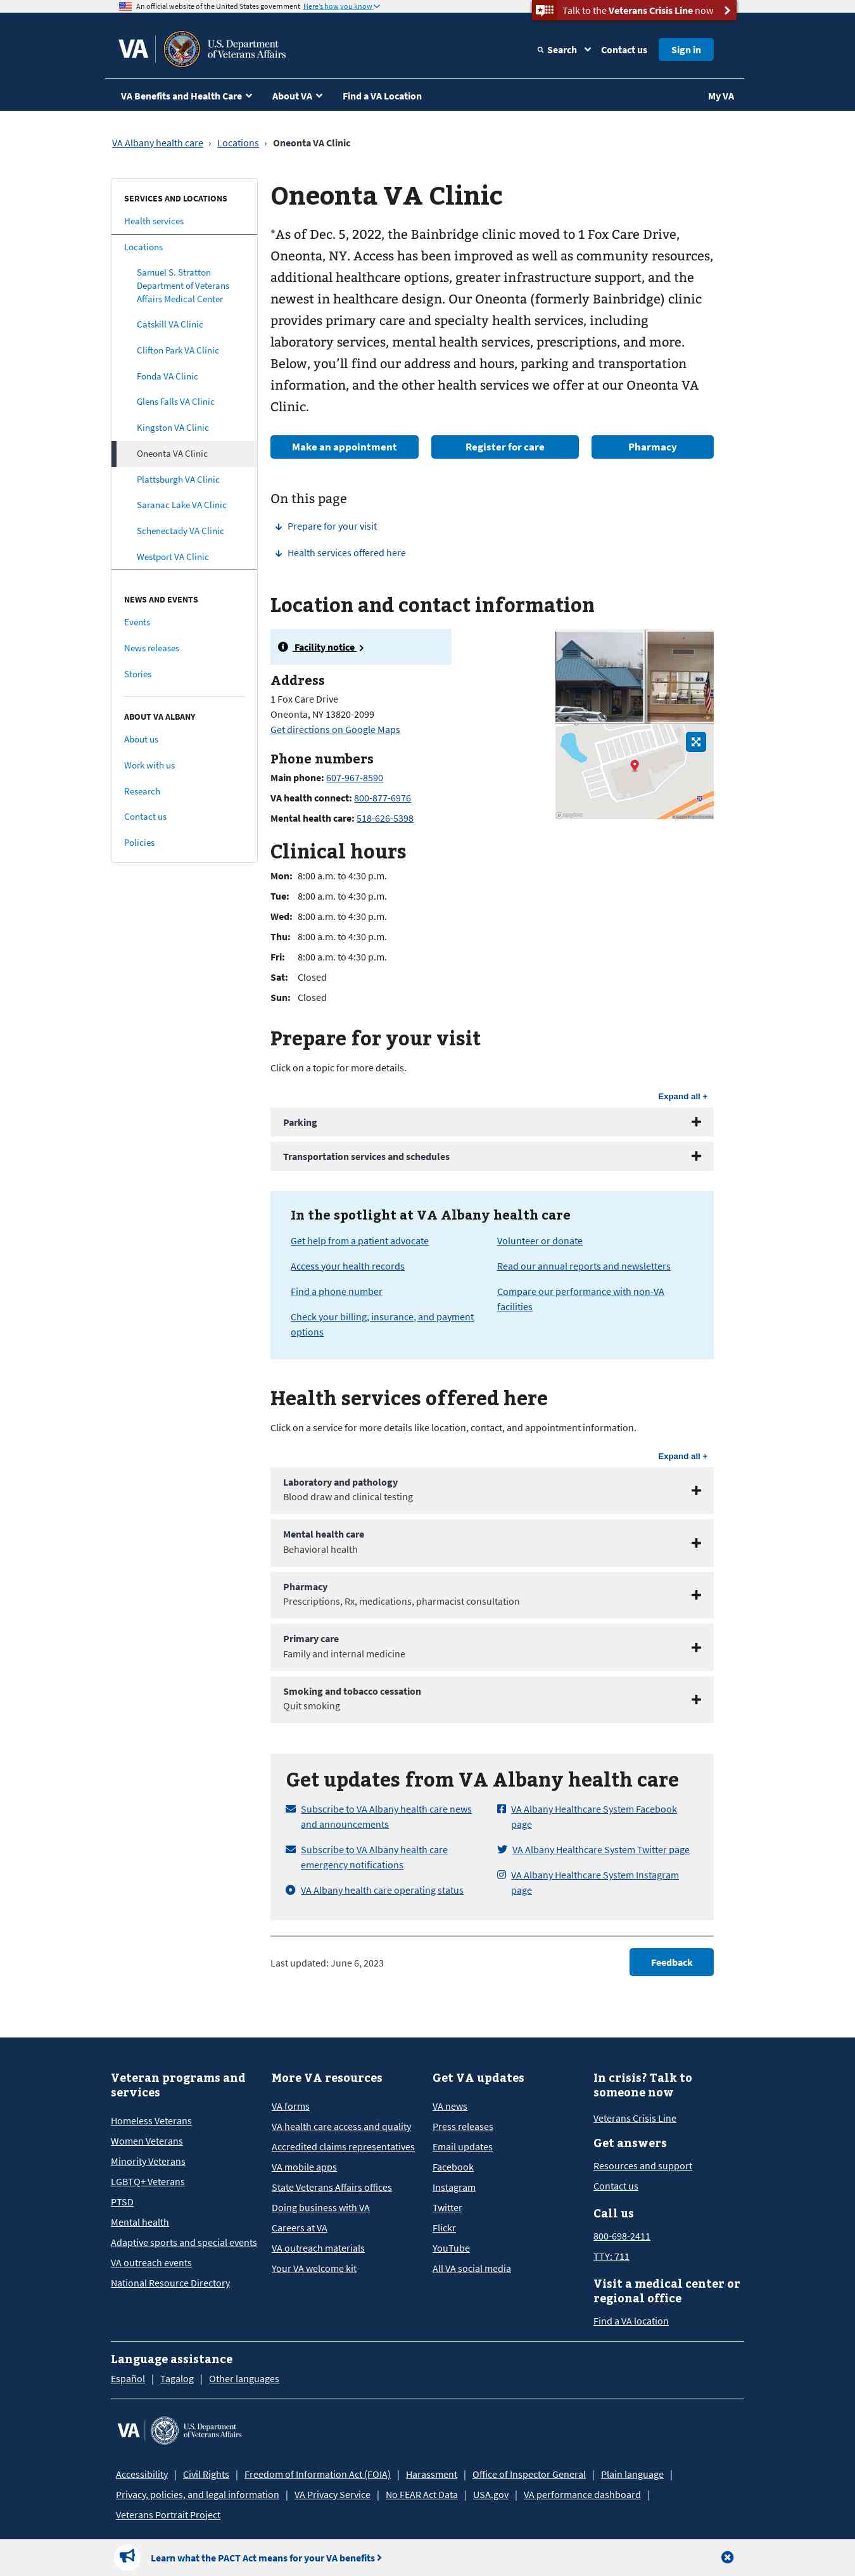 An official website of the United States government Here's how you know
Talk to the Veterans Crisis Line now
VA
U.S. Department
of Veterans Affairs
Search
Contact us
Sign in
VA Benefits and Health Care
About VA
Find a VA Location
My VA
VA Albany health care › Locations › Oneonta VA Clinic
SERVICES AND LOCATIONS
Health services
Locations
Samuel S. Stratton
Department of Veterans
Affairs Medical Center
Catskill VA Clinic
Clifton Park VA Clinic
Fonda VA Clinic
Glens Falls VA Clinic
Kingston VA Clinic
Oneonta VA Clinic
Plattsburgh VA Clinic
Saranac Lake VA Clinic
Schenectady VA Clinic
Westport VA Clinic
NEWS AND EVENTS
Events
News releases
Stories
ABOUT VA ALBANY
About us
Work with us
Research
Contact us
Policies
Oneonta VA Clinic
*As of Dec. 5, 2022, the Bainbridge clinic moved to 1 Fox Care Drive,
Oneonta, NY. Access has been improved as well as community resources,
additional healthcare options, greater infrastructure support, and the
newest in healthcare design. Our Oneonta (formerly Bainbridge) clinic
provides primary care and specialty health services, including
laboratory services, mental health services, prescriptions, and more.
Below, you'll find our address and hours, parking and transportation
information, and the other health services we offer at our Oneonta VA
Clinic.
Make an appointment
Register for care
Pharmacy
On this page
Prepare for your visit
Health services offered here
Location and contact information
Facility notice
Address
1 Fox Care Drive
Oneonta, NY 13820-2099
Get directions on Google Maps
Phone numbers
Main phone: 607-967-8590
VA health connect: 800-877-6976
Mental health care: 518-626-5398
mapbox
Clinical hours
Mon: 8:00 a.m. to 4:30 p.m.
Tue: 8:00 a.m. to 4:30 p.m.
Wed: 8:00 a.m. to 4:30 p.m.
Thu: 8:00 a.m. to 4:30 p.m.
Fri: 8:00 a.m. to 4:30 p.m.
Sat: Closed
Sun: Closed
Prepare for your visit
Click on a topic for more details.
Expand all +
Parking
Transportation services and schedules
In the spotlight at VA Albany health care
Get help from a patient advocate
Access your health records
Find a phone number
Check your billing, insurance, and payment
options
Volunteer or donate
Read our annual reports and newsletters
Compare our performance with non-VA
facilities
Health services offered here
Click on a service for more details like location, contact, and appointment information.
Expand all +
Laboratory and pathology
Blood draw and clinical testing
Mental health care
Behavioral health
Pharmacy
Prescriptions, Rx, medications, pharmacist consultation
Primary care
Family and internal medicine
Smoking and tobacco cessation
Quit smoking
Get updates from VA Albany health care
Subscribe to VA Albany health care news
and announcements
Subscribe to VA Albany health care
emergency notifications
VA Albany health care operating status
VA Albany Healthcare System Facebook
page
VA Albany Healthcare System Twitter page
VA Albany Healthcare System Instagram
page
Last updated: June 6, 2023
Feedback
Veteran programs and
services
Homeless Veterans
Women Veterans
Minority Veterans
LGBTQ+ Veterans
PTSD
Mental health
Adaptive sports and special events
VA outreach events
National Resource Directory
More VA resources
VA forms
VA health care access and quality
Accredited claims representatives
VA mobile apps
State Veterans Affairs offices
Doing business with VA
Careers at VA
VA outreach materials
Your VA welcome kit
Get VA updates
VA news
Press releases
Email updates
Facebook
Instagram
Twitter
Flickr
YouTube
All VA social media
In crisis? Talk to
someone now
Veterans Crisis Line
Get answers
Resources and support
Contact us
Call us
800-698-2411
TTY: 711
Visit a medical center or
regional office
Find a VA location
Language assistance
Español | Tagalog | Other languages
VA
U.S. Department
of Veterans Affairs
Accessibility | Civil Rights | Freedom of Information Act (FOIA) | Harassment | Office of Inspector General | Plain language |
Privacy, policies, and legal information | VA Privacy Service | No FEAR Act Data | USA.gov | VA performance dashboard |
Veterans Portrait Project
Learn what the PACT Act means for your VA benefits